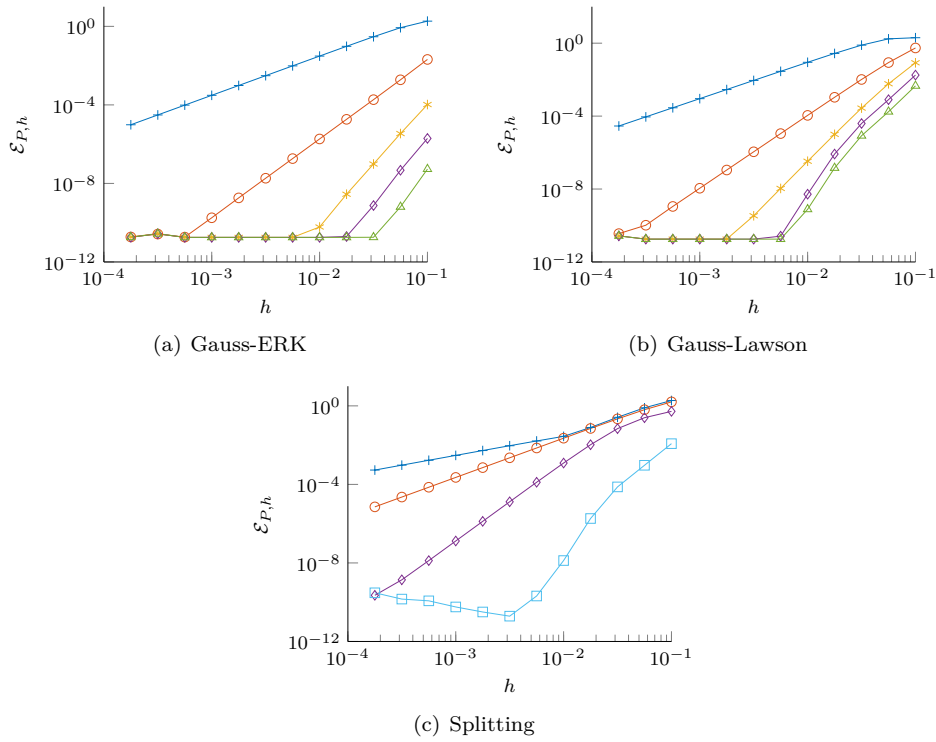 10^0
10^−4
10^−8
10^−12
ℰ_{P,h}
10^−4 10^−3 10^−2 10^−1
h
(a) Gauss-ERK
10^0
10^−4
10^−8
10^−12
ℰ_{P,h}
10^−4 10^−3 10^−2 10^−1
h
(b) Gauss-Lawson
10^0
10^−4
10^−8
10^−12
ℰ_{P,h}
10^−4 10^−3 10^−2 10^−1
h
(c) Splitting